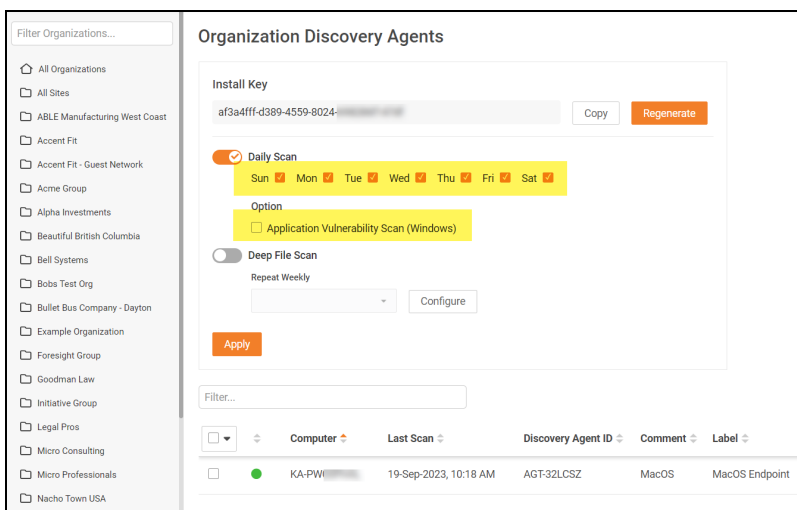 Filter Organizations...
All Organizations
All Sites
ABLE Manufacturing West Coast
Accent Fit
Accent Fit - Guest Network
Acme Group
Alpha Investments
Beautiful British Columbia
Bell Systems
Bobs Test Org
Bullet Bus Company - Dayton
Example Organization
Foresight Group
Goodman Law
Initiative Group
Legal Pros
Micro Consulting
Micro Professionals
Nacho Town USA
Organization Discovery Agents
Install Key
af3a4fff-d389-4559-8024-
Copy
Regenerate
Daily Scan
Sun Mon Tue Wed Thu Fri Sat
Option
Application Vulnerability Scan (Windows)
Deep File Scan
Repeat Weekly
Configure
Apply
Filter...
Computer Last Scan Discovery Agent ID Comment Label
KA-PW 19-Sep-2023, 10:18 AM AGT-32LCSZ MacOS MacOS Endpoint